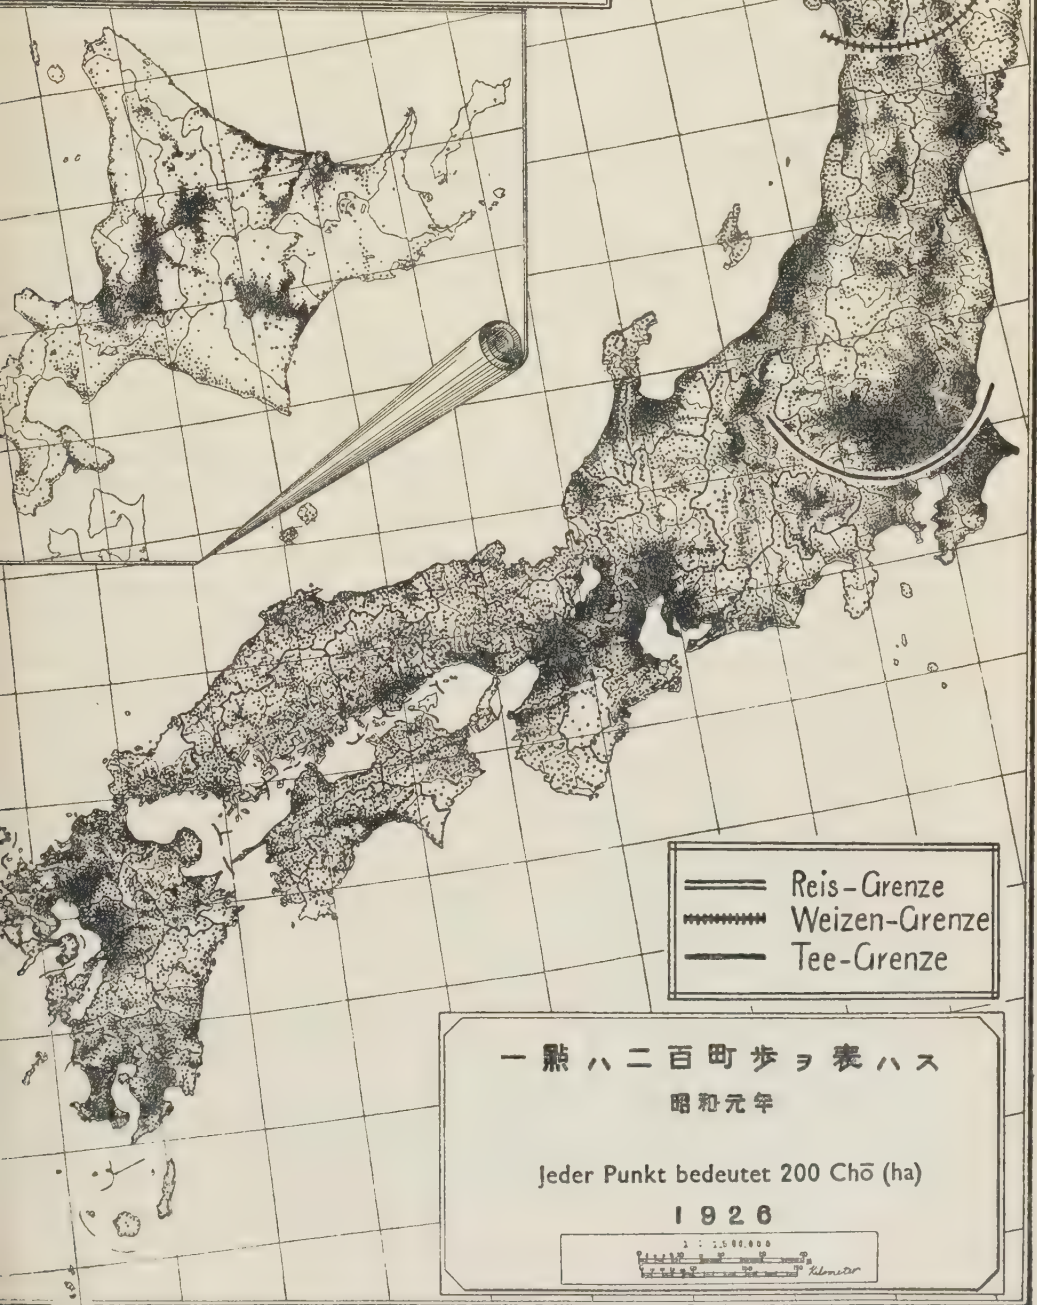 Reis-Grenze
Weizen-Grenze
Tee-Grenze
一點ハ二百町歩ヲ表ハス
昭和元年
Jeder Punkt bedeutet 200 Chō (ha)
1926
Kilometer